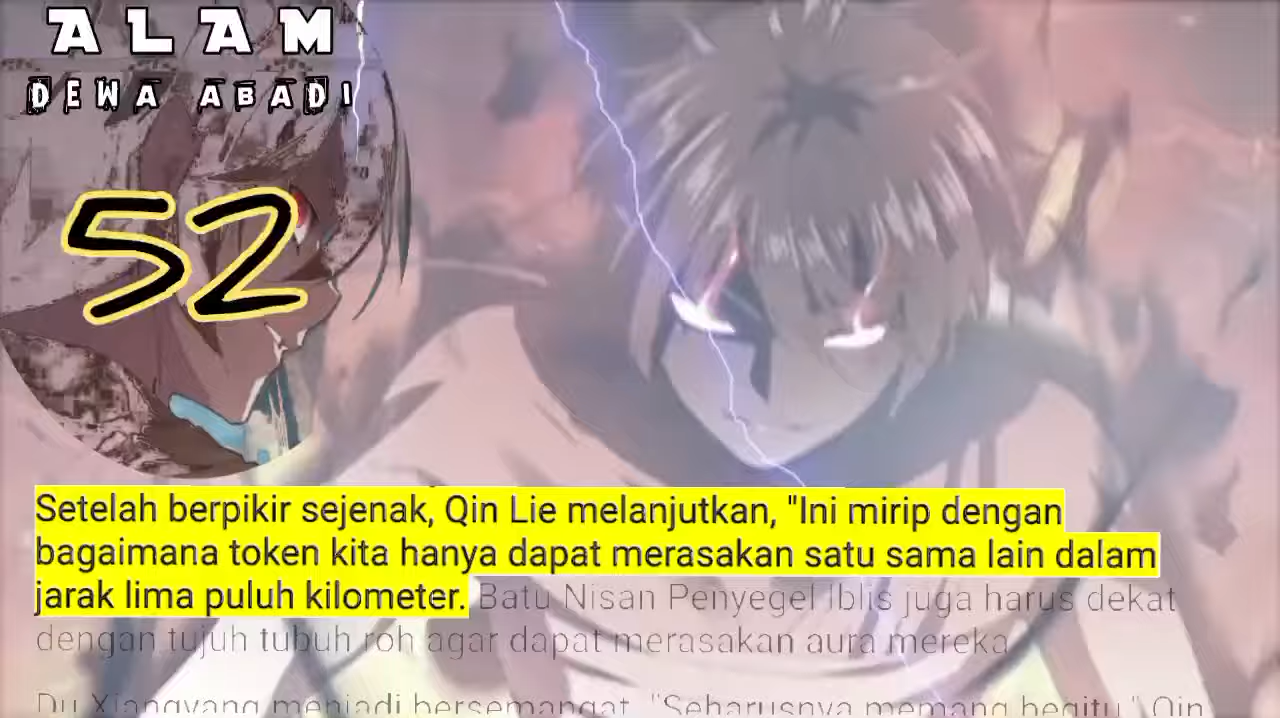 ALAM
DEWA ABADI
52
Setelah berpikir sejenak, Qin Lie melanjutkan, "Ini mirip dengan
bagaimana token kita hanya dapat merasakan satu sama lain dalam
jarak lima puluh kilometer. Batu Nisan Penyegel Iblis juga harus dekat
dengan tujuh tubuh roh agar dapat merasakan aura mereka
Du Xiangyang menjadi bersemangat. "Seharusnya memang begitu." Qin